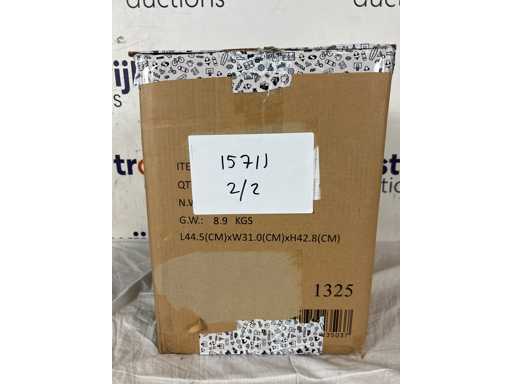 auctions
auctions
15711
2/2
ITE
QT
N.W
G.W.: 8.9 KGS
L44.5(CM)xW31.0(CM)xH42.8(CM)
1325
35037